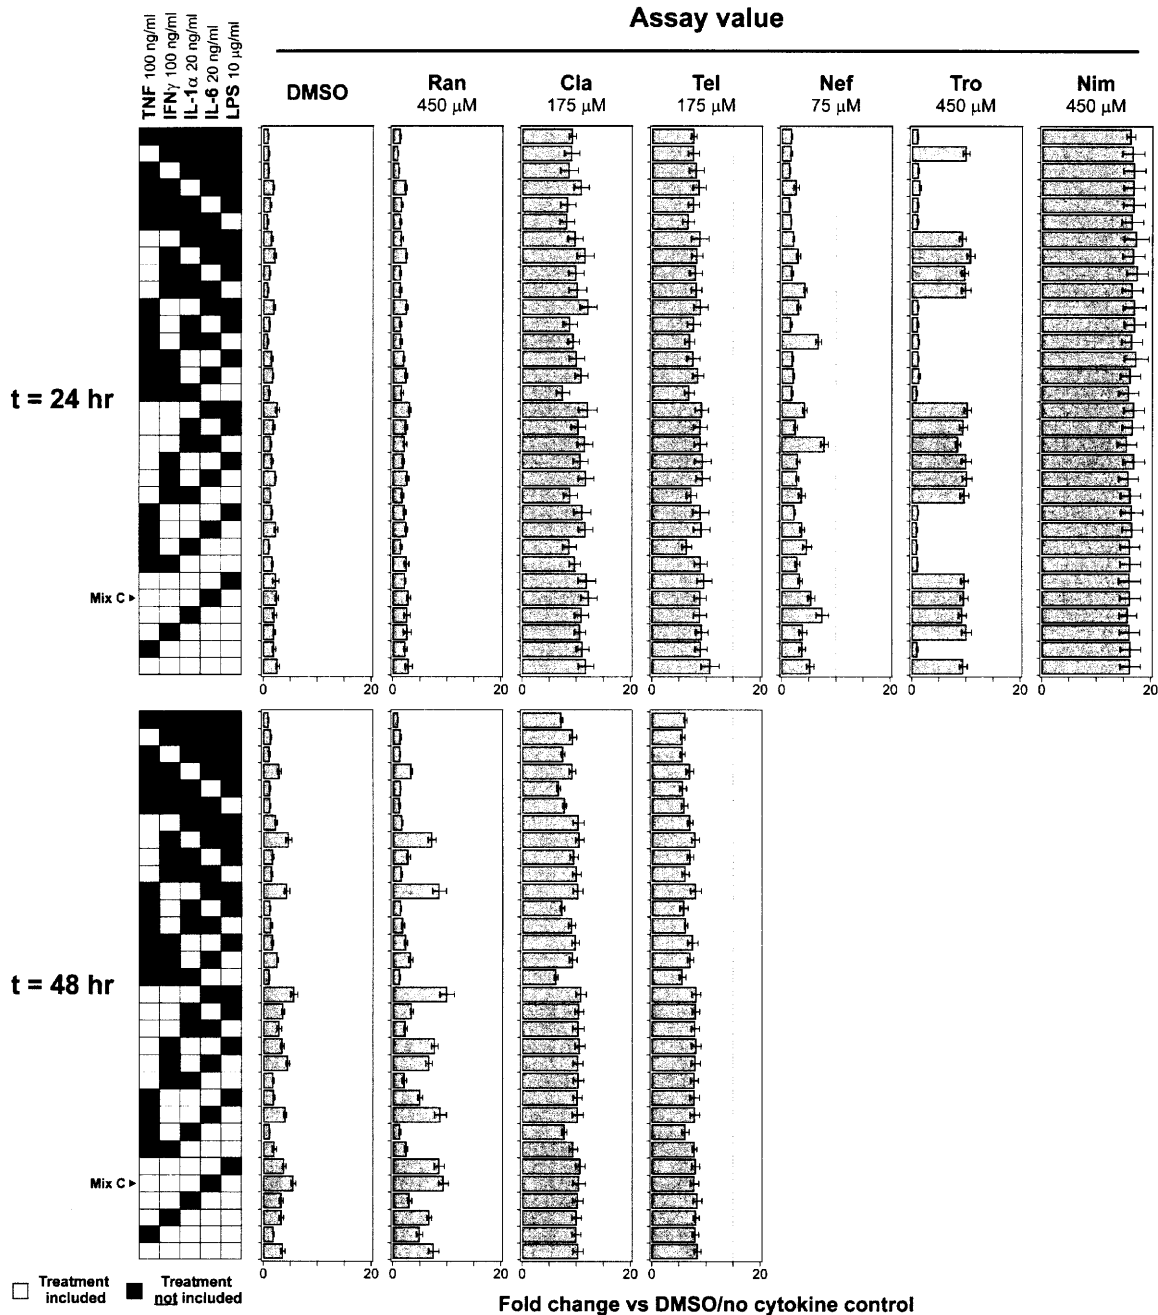 Assay value
TNF 100 ng/ml
IFNγ 100 ng/ml
IL-1α 20 ng/ml
IL-6 20 ng/ml
LPS 10 μg/ml
DMSO
Ran
450 μM
Cla
175 μM
Tel
175 μM
Nef
75 μM
Tro
450 μM
Nim
450 μM
t = 24 hr
Mix C
0 20 0 20 0 20 0 20 0 20 0 20 0 20
t = 48 hr
Mix C
0 20 0 20 0 20 0 20
Treatment included
Treatment not included
Fold change vs DMSO/no cytokine control